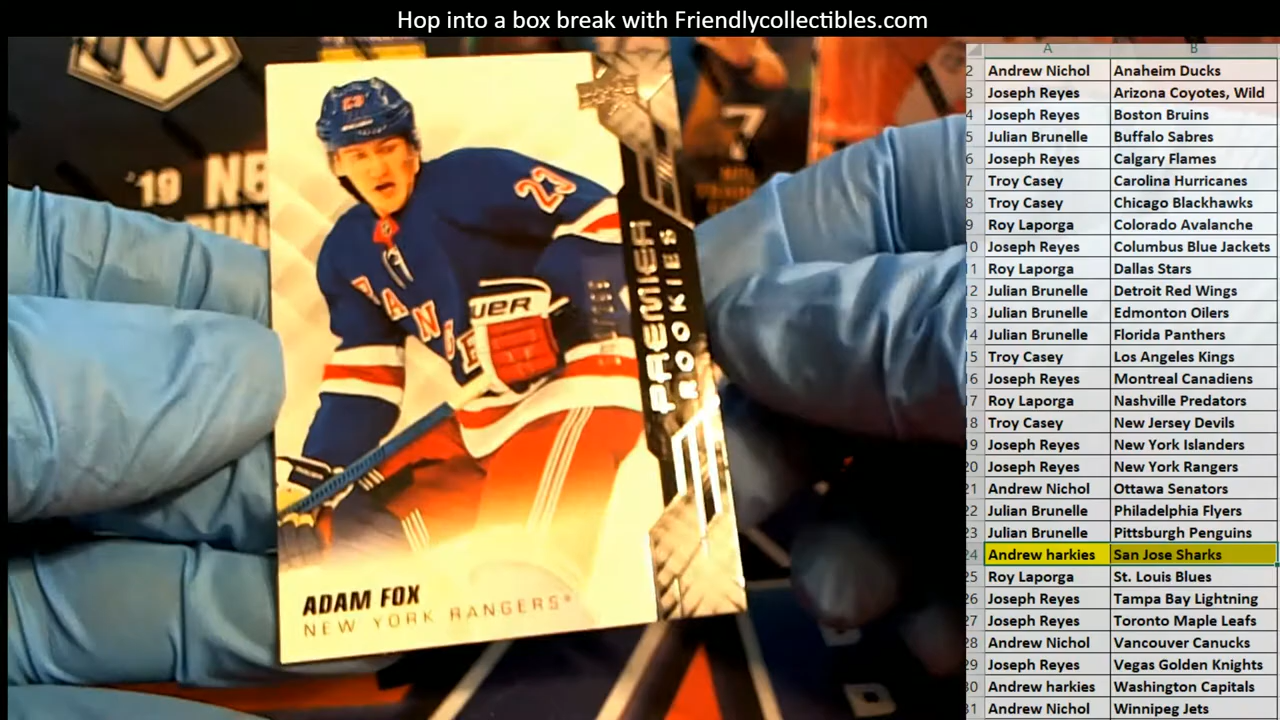 Hop into a box break with Friendlycollectibles.com
'19
23
23
RANG
UER
PREMIER
ROOKIES
ADAM FOX
NEW YORK RANGERS
7
A B
2 Andrew Nichol Anaheim Ducks
3 Joseph Reyes Arizona Coyotes, Wild
4 Joseph Reyes Boston Bruins
5 Julian Brunelle Buffalo Sabres
6 Joseph Reyes Calgary Flames
7 Troy Casey Carolina Hurricanes
8 Troy Casey Chicago Blackhawks
9 Roy Laporga Colorado Avalanche
10 Joseph Reyes Columbus Blue Jackets
11 Roy Laporga Dallas Stars
12 Julian Brunelle Detroit Red Wings
13 Julian Brunelle Edmonton Oilers
14 Julian Brunelle Florida Panthers
15 Troy Casey Los Angeles Kings
16 Joseph Reyes Montreal Canadiens
17 Roy Laporga Nashville Predators
18 Troy Casey New Jersey Devils
19 Joseph Reyes New York Islanders
20 Joseph Reyes New York Rangers
21 Andrew Nichol Ottawa Senators
22 Julian Brunelle Philadelphia Flyers
23 Julian Brunelle Pittsburgh Penguins
24 Andrew harkies San Jose Sharks
25 Roy Laporga St. Louis Blues
26 Joseph Reyes Tampa Bay Lightning
27 Joseph Reyes Toronto Maple Leafs
28 Andrew Nichol Vancouver Canucks
29 Joseph Reyes Vegas Golden Knights
30 Andrew harkies Washington Capitals
31 Andrew Nichol Winnipeg Jets